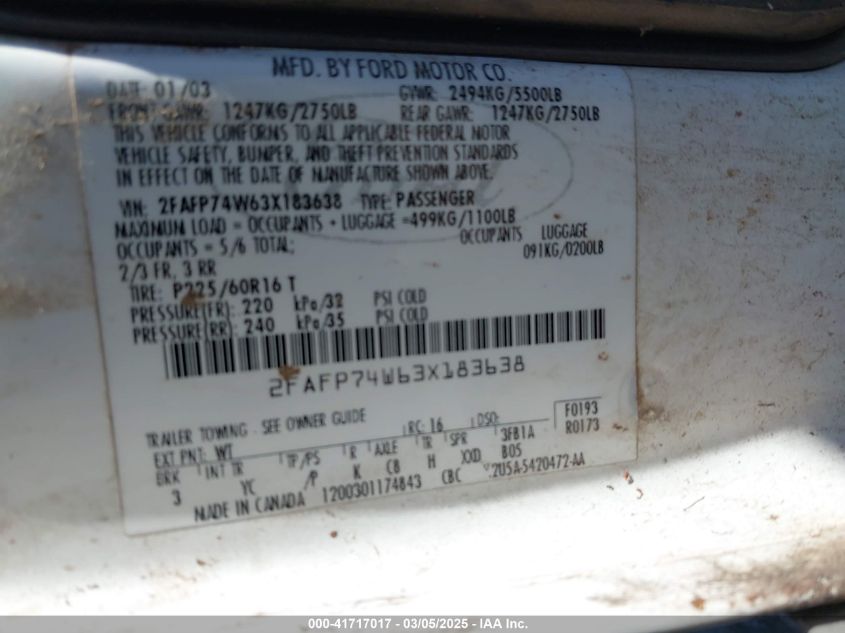 MFD. BY FORD MOTOR CO.
DATE: 01/03 GVWR: 2494KG/5500LB
FRONT GAWR: 1247KG/2750LB REAR GAWR: 1247KG/2750LB
THIS VEHICLE CONFORMS TO ALL APPLICABLE FEDERAL MOTOR
VEHICLE SAFETY, BUMPER, AND THEFT PREVENTION STANDARDS
IN EFFECT ON THE DATE OF MANUFACTURE SHOWN ABOVE.
VIN: 2FAFP74W63X183638 TYPE: PASSENGER
MAXIMUM LOAD = OCCUPANTS + LUGGAGE =499KG/1100LB
OCCUPANTS = 5/6 TOTAL: OCCUPANTS LUGGAGE
2/3 FR, 3 RR 091KG/0200LB
TIRE: P225/60R16 T
PRESSURE(FR): 220 kPa/32 PSI COLD
PRESSURE(RR): 240 kPa/35 PSI COLD
2FAFP74W63X183638
TRAILER TOWING - SEE OWNER GUIDE
EXT PNT: WT RC: 16 DSO: F0193
BRK INT TR TP/PS R AXLE TR SPR 3FB1A R0173
3 YC /P K C8 H XXD B05
MADE IN CANADA 1200301174843 CBC 2U5A-5420472-AA
000-41717017 - 03/05/2025 - IAA Inc.